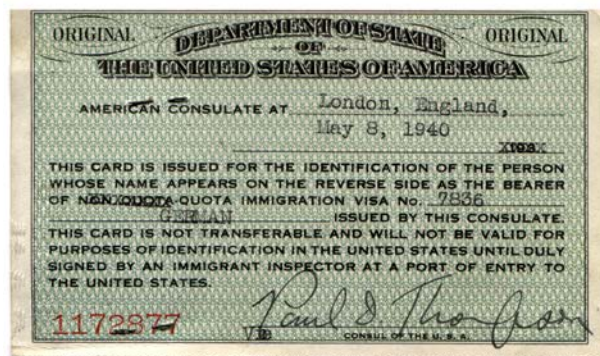 ORIGINAL DEPARTMENT OF STATE ORIGINAL
OF
THE UNITED STATES OF AMERICA
AMERICAN CONSULATE AT London, England,
May 8, 1940
X193X
THIS CARD IS ISSUED FOR THE IDENTIFICATION OF THE PERSON
WHOSE NAME APPEARS ON THE REVERSE SIDE AS THE BEARER
OF NONQUOTA-QUOTA IMMIGRATION VISA No. 7836
GERMAN ISSUED BY THIS CONSULATE.
THIS CARD IS NOT TRANSFERABLE AND WILL NOT BE VALID FOR
PURPOSES OF IDENTIFICATION IN THE UNITED STATES UNTIL DULY
SIGNED BY AN IMMIGRANT INSPECTOR AT A PORT OF ENTRY TO
THE UNITED STATES.
Paul D. Thompson
1172877
CONSUL OF THE U. S. A.